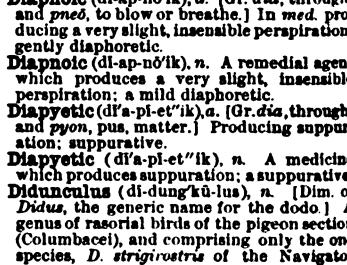 and pneō, to blow or breathe.] In med. pro
ducing a very slight, insensible perspiration
gently diaphoretic.
Diapnoic (dī-ap-nō'ik), n. A remedial agen
which produces a very slight, insensibl
perspiration; a mild diaphoretic.
Diapyetic (dī'a-pī-et″ik), a. [Gr. dia, through
and pyon, pus, matter.] Producing suppur
ation; suppurative.
Diapyetic (dī'a-pī-et″ik), n. A medicin
which produces suppuration; a suppurative
Didunculus (di-dung'kū-lus), n. [Dim. o
Didus, the generic name for the dodo.] A
genus of rasorial birds of the pigeon sectio
(Columbacei), and comprising only the on
species, D. strigirostris of the Navigato